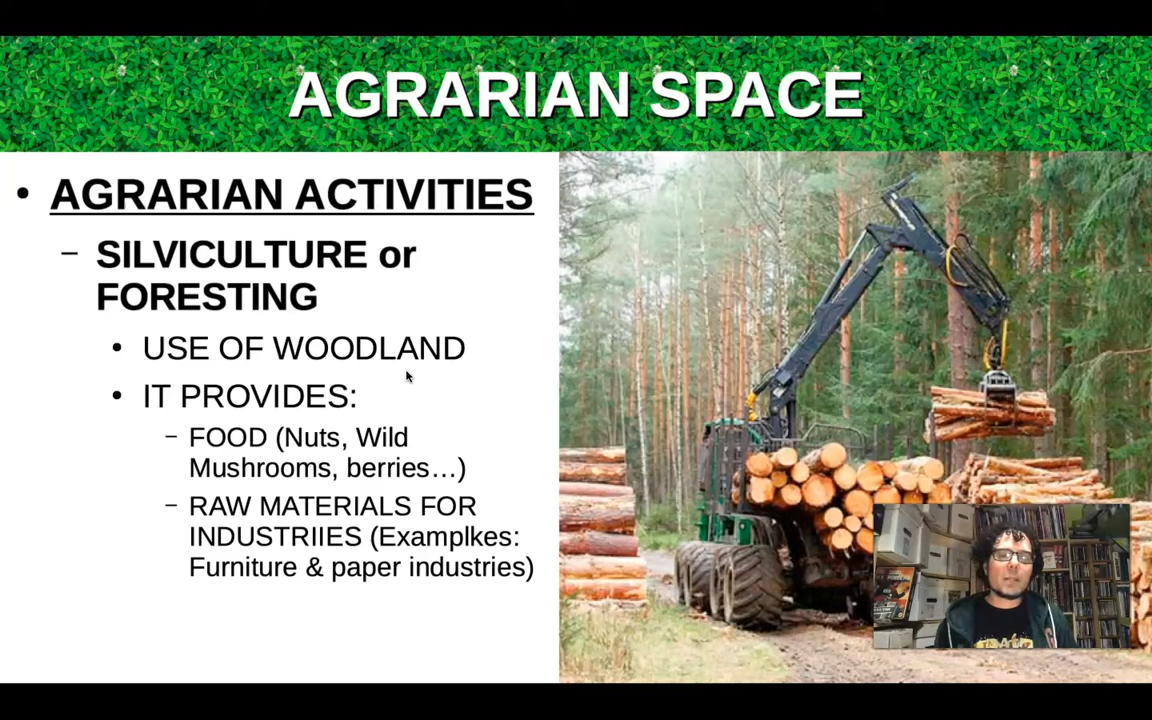 AGRARIAN SPACE
• AGRARIAN ACTIVITIES
– SILVICULTURE or
FORESTING
• USE OF WOODLAND
• IT PROVIDES:
– FOOD (Nuts, Wild
Mushrooms, berries…)
– RAW MATERIALS FOR
INDUSTRIIES (Examplkes:
Furniture & paper industries)